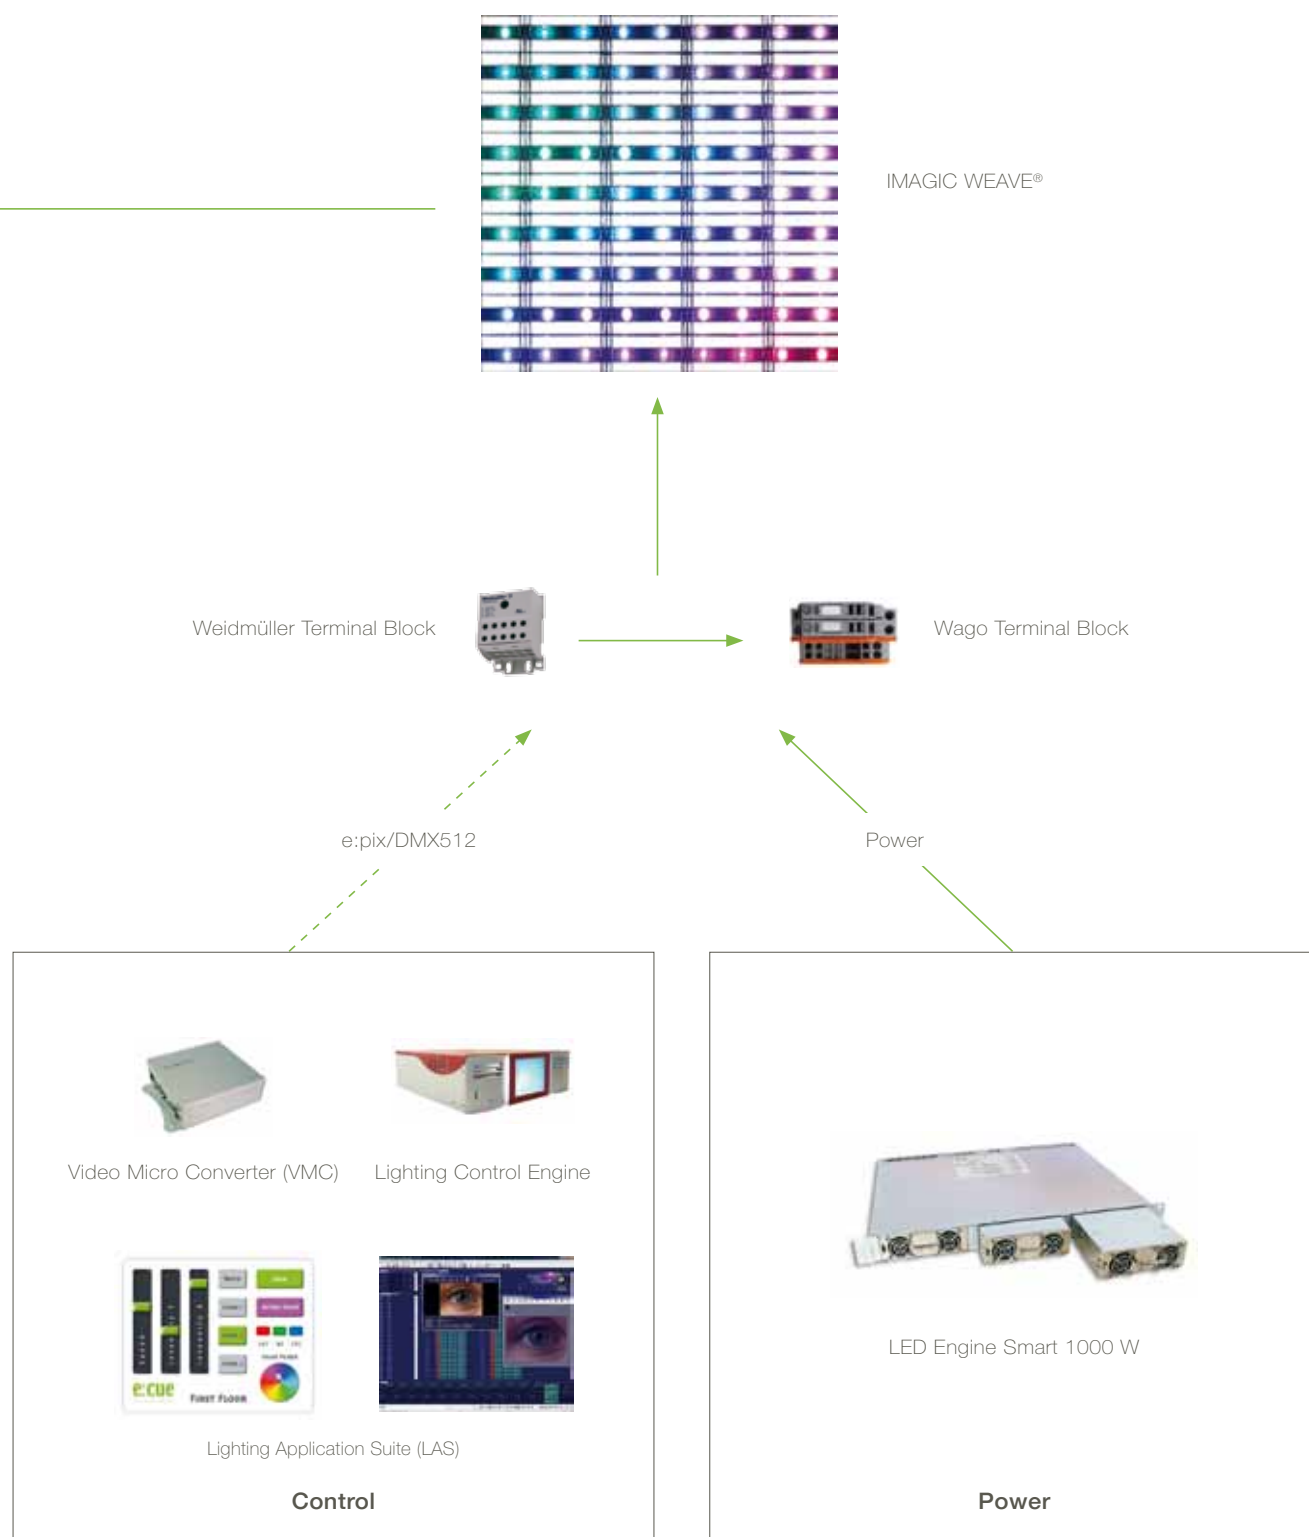 IMAGIC WEAVE®
Weidmüller Terminal Block
Wago Terminal Block
e:pix/DMX512
Power
Video Micro Converter (VMC)
Lighting Control Engine
e:cue
FIRST FLOOR
Lighting Application Suite (LAS)
LED Engine Smart 1000 W
Control
Power